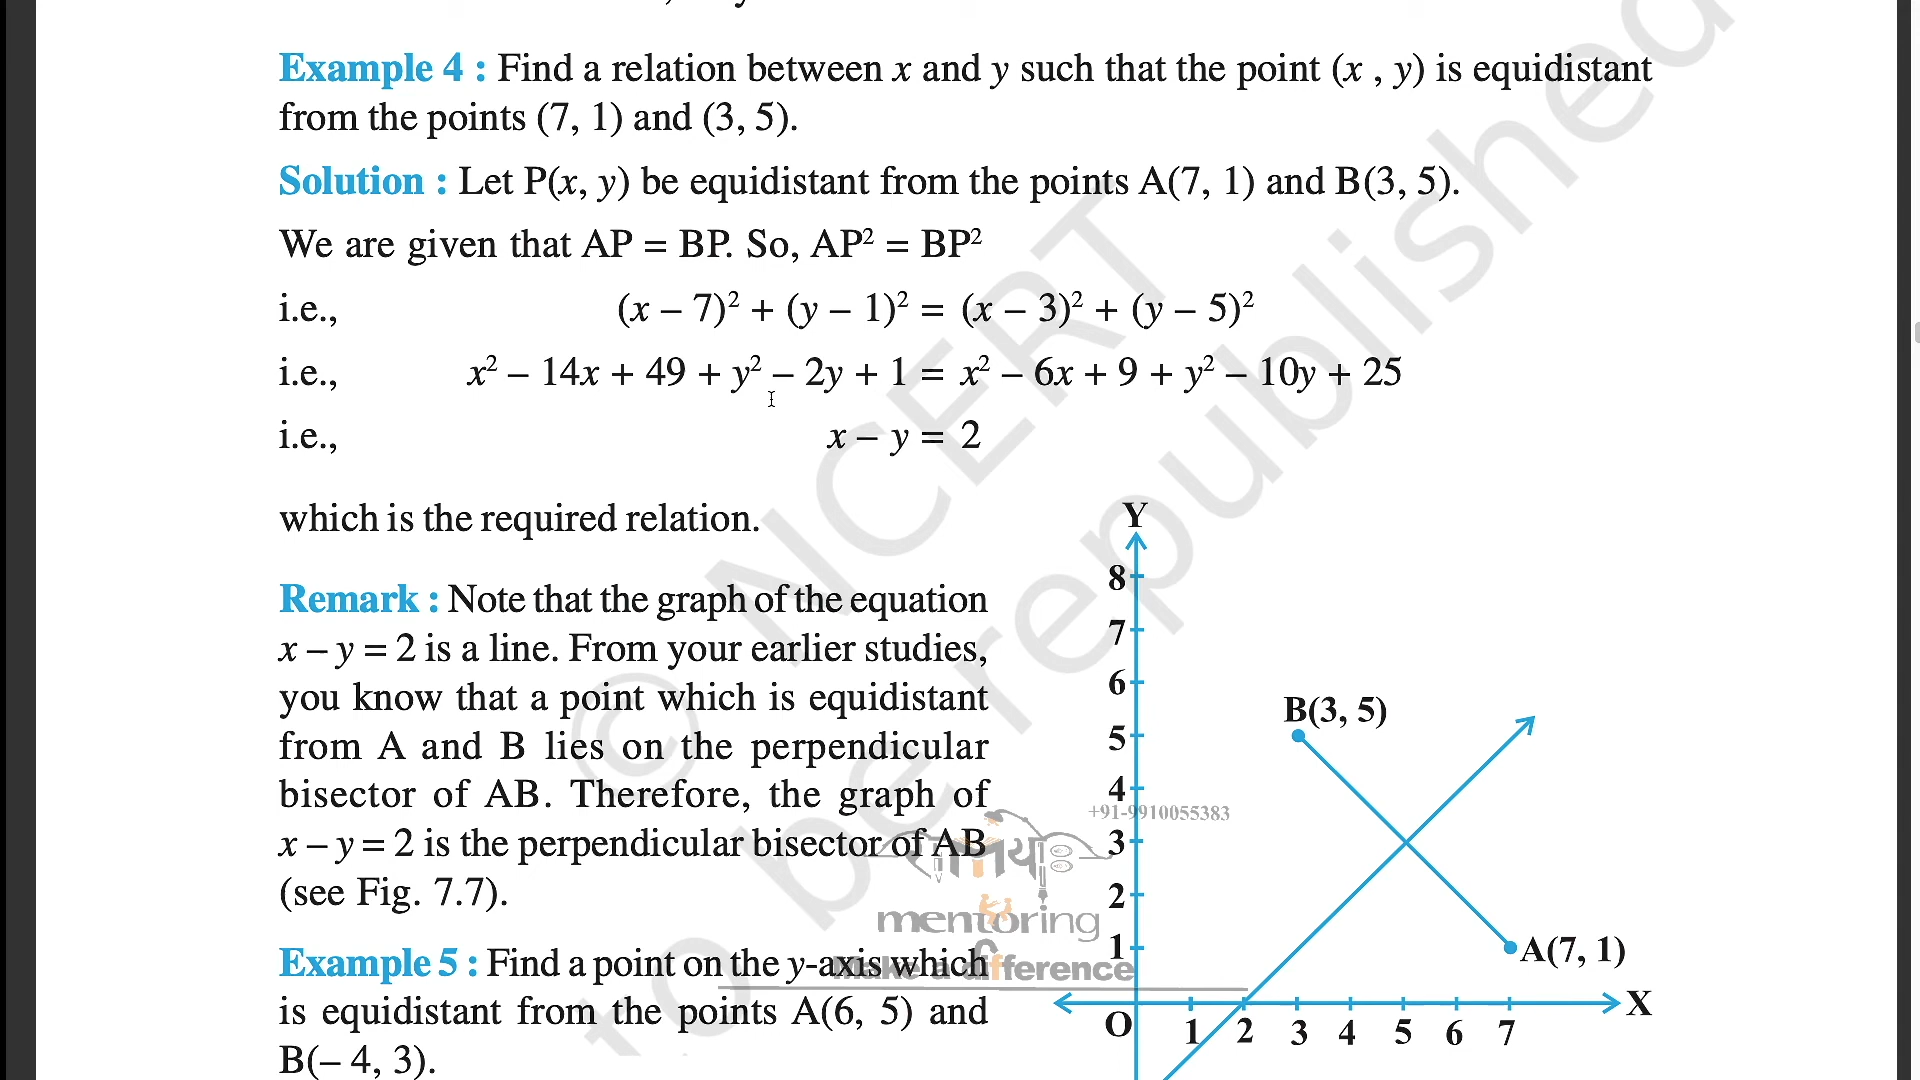 Example 4 : Find a relation between x and y such that the point (x , y) is equidistant
from the points (7, 1) and (3, 5).
Solution : Let P(x, y) be equidistant from the points A(7, 1) and B(3, 5).
We are given that AP = BP. So, AP² = BP²
i.e., (x – 7)² + (y – 1)² = (x – 3)² + (y – 5)²
i.e., x² – 14x + 49 + y² – 2y + 1 = x² – 6x + 9 + y² – 10y + 25
i.e., x – y = 2
which is the required relation.
Remark : Note that the graph of the equation
x – y = 2 is a line. From your earlier studies,
you know that a point which is equidistant
from A and B lies on the perpendicular
bisector of AB. Therefore, the graph of
x – y = 2 is the perpendicular bisector of AB
(see Fig. 7.7).
Example 5 : Find a point on the y-axis which
is equidistant from the points A(6, 5) and
B(– 4, 3).
Y
8
7
6
5
4
3
2
1
B(3, 5)
A(7, 1)
X
O
1 2 3 4 5 6 7
+91-9910055383
mentoring
Make a difference
© NCERT
to be republished